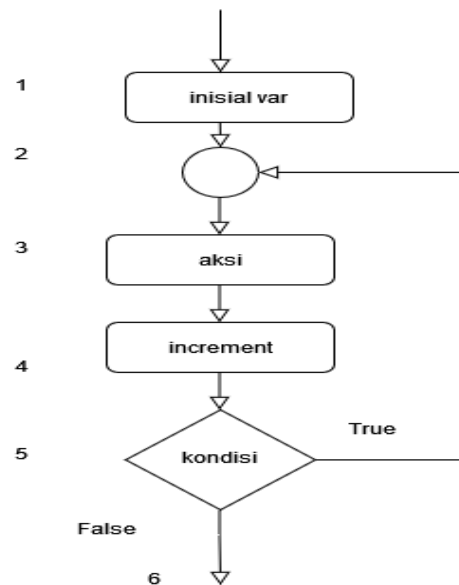 1
inisial var
2
3
aksi
increment
4
True
5
kondisi
False
6